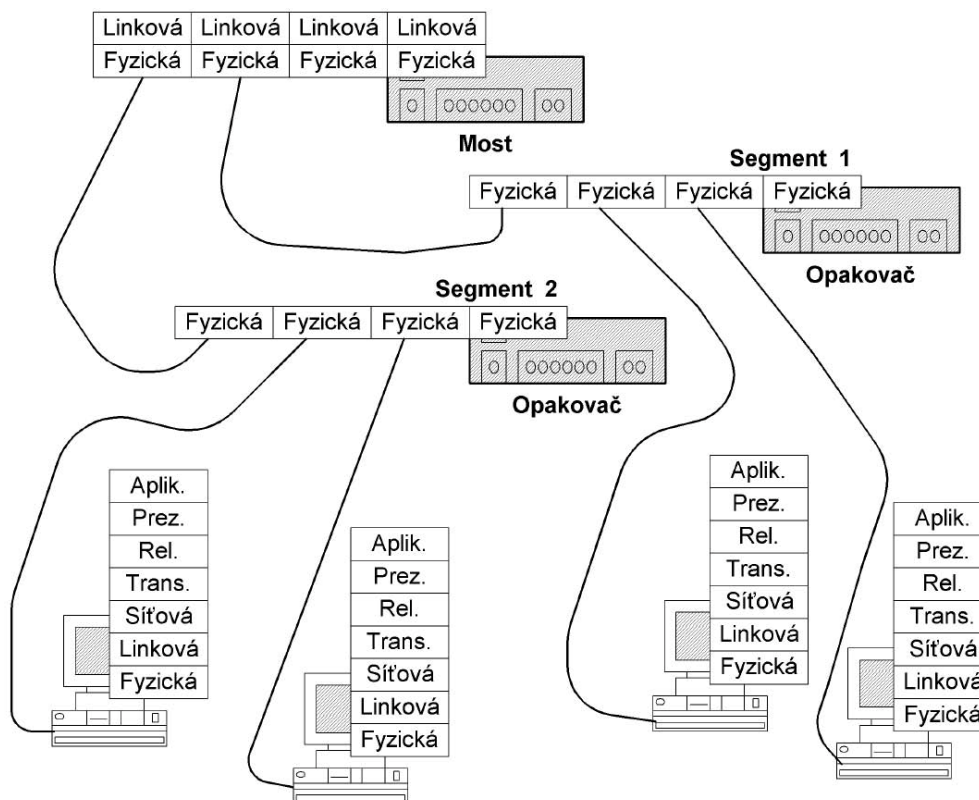 Linková Linková Linková Linková
Fyzická Fyzická Fyzická Fyzická
Most
Segment 1
Fyzická Fyzická Fyzická Fyzická
Opakovač
Segment 2
Fyzická Fyzická Fyzická Fyzická
Opakovač
Aplik.
Prez.
Rel.
Trans.
Síťová
Linková
Fyzická
Aplik.
Prez.
Rel.
Trans.
Síťová
Linková
Fyzická
Aplik.
Prez.
Rel.
Trans.
Síťová
Linková
Fyzická
Aplik.
Prez.
Rel.
Trans.
Síťová
Linková
Fyzická